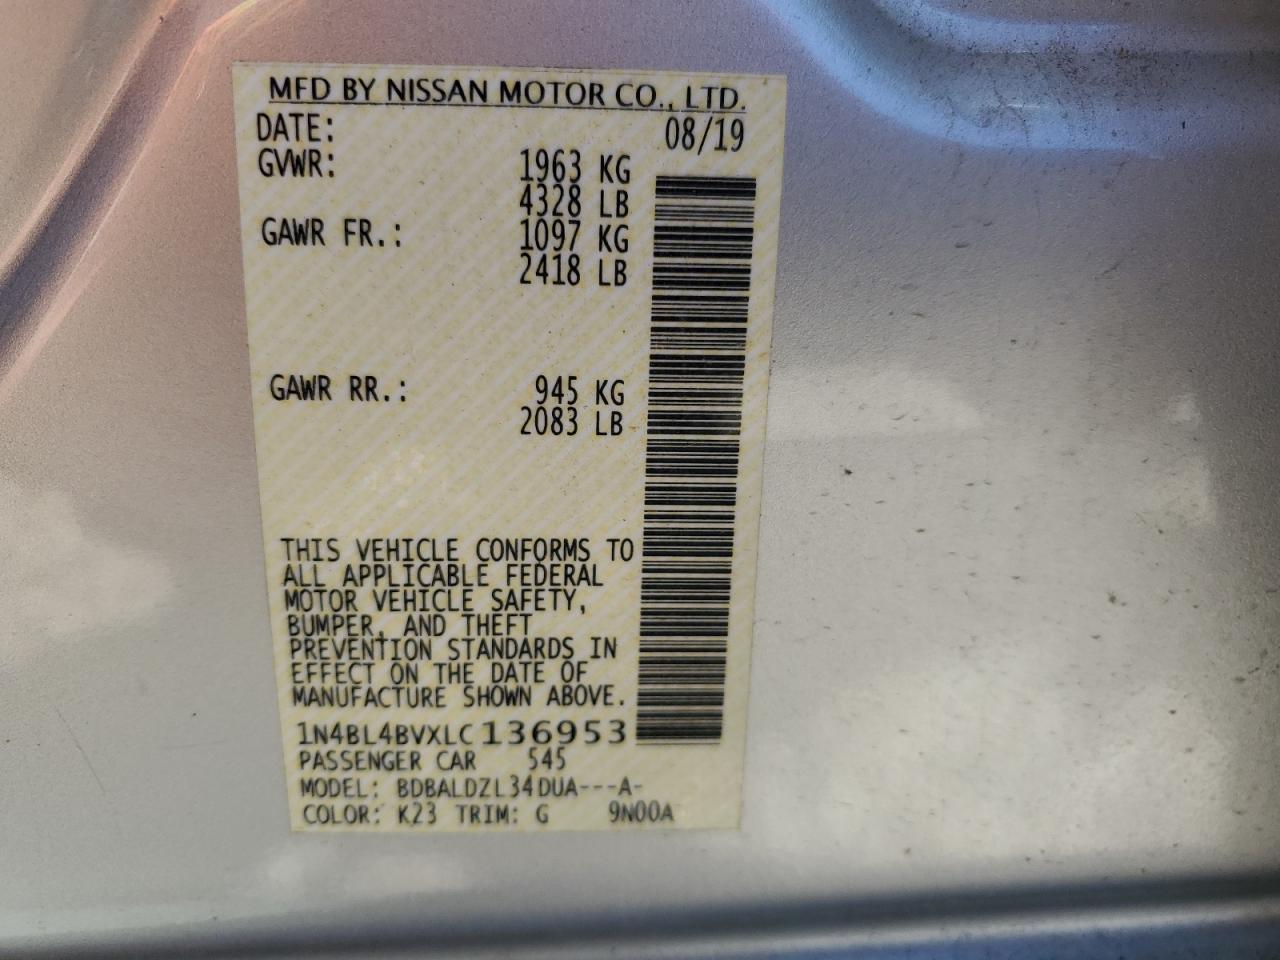 MFD BY NISSAN MOTOR CO., LTD.
DATE: 08/19
GVWR: 1963 KG
4328 LB
GAWR FR.: 1097 KG
2418 LB
GAWR RR.: 945 KG
2083 LB
THIS VEHICLE CONFORMS TO
ALL APPLICABLE FEDERAL
MOTOR VEHICLE SAFETY,
BUMPER, AND THEFT
PREVENTION STANDARDS IN
EFFECT ON THE DATE OF
MANUFACTURE SHOWN ABOVE.
1N4BL4BVXLC136953
PASSENGER CAR 545
MODEL: BDBALDZL34DUA---A-
COLOR: K23 TRIM: G 9N00A